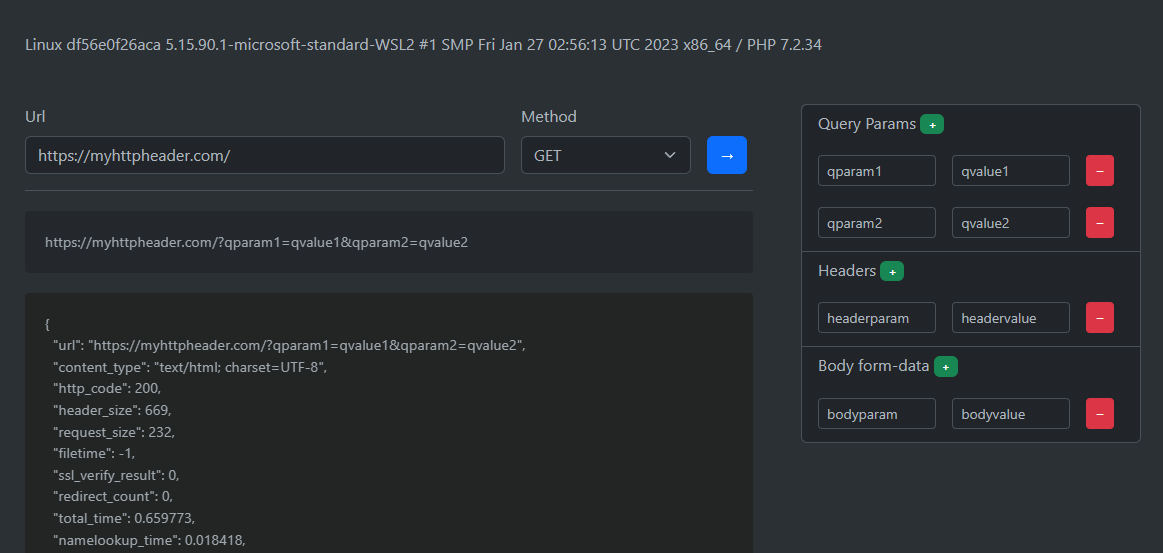 Linux df56e0f26aca 5.15.90.1-microsoft-standard-WSL2 #1 SMP Fri Jan 27 02:56:13 UTC 2023 x86_64 / PHP 7.2.34
Url
Method
https://myhttpheader.com/
GET
→
https://myhttpheader.com/?qparam1=qvalue1&qparam2=qvalue2
{
"url": "https://myhttpheader.com/?qparam1=qvalue1&qparam2=qvalue2",
"content_type": "text/html; charset=UTF-8",
"http_code": 200,
"header_size": 669,
"request_size": 232,
"filetime": -1,
"ssl_verify_result": 0,
"redirect_count": 0,
"total_time": 0.659773,
"namelookup_time": 0.018418,
Query Params +
qparam1 qvalue1 −
qparam2 qvalue2 −
Headers +
headerparam headervalue −
Body form-data +
bodyparam bodyvalue −